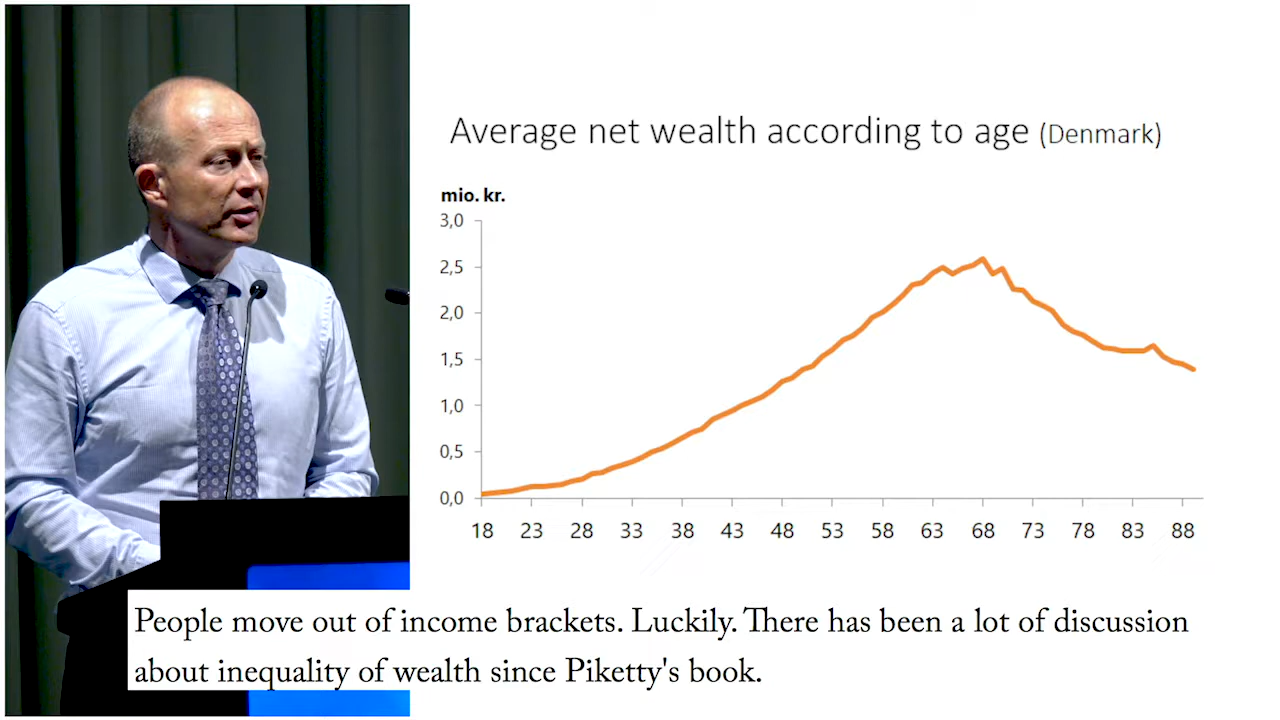 Average net wealth according to age (Denmark)
mio. kr.
3,0
2,5
2,0
1,5
1,0
0,5
0,0
18 23 28 33 38 43 48 53 58 63 68 73 78 83 88
People move out of income brackets. Luckily. There has been a lot of discussion
about inequality of wealth since Piketty's book.